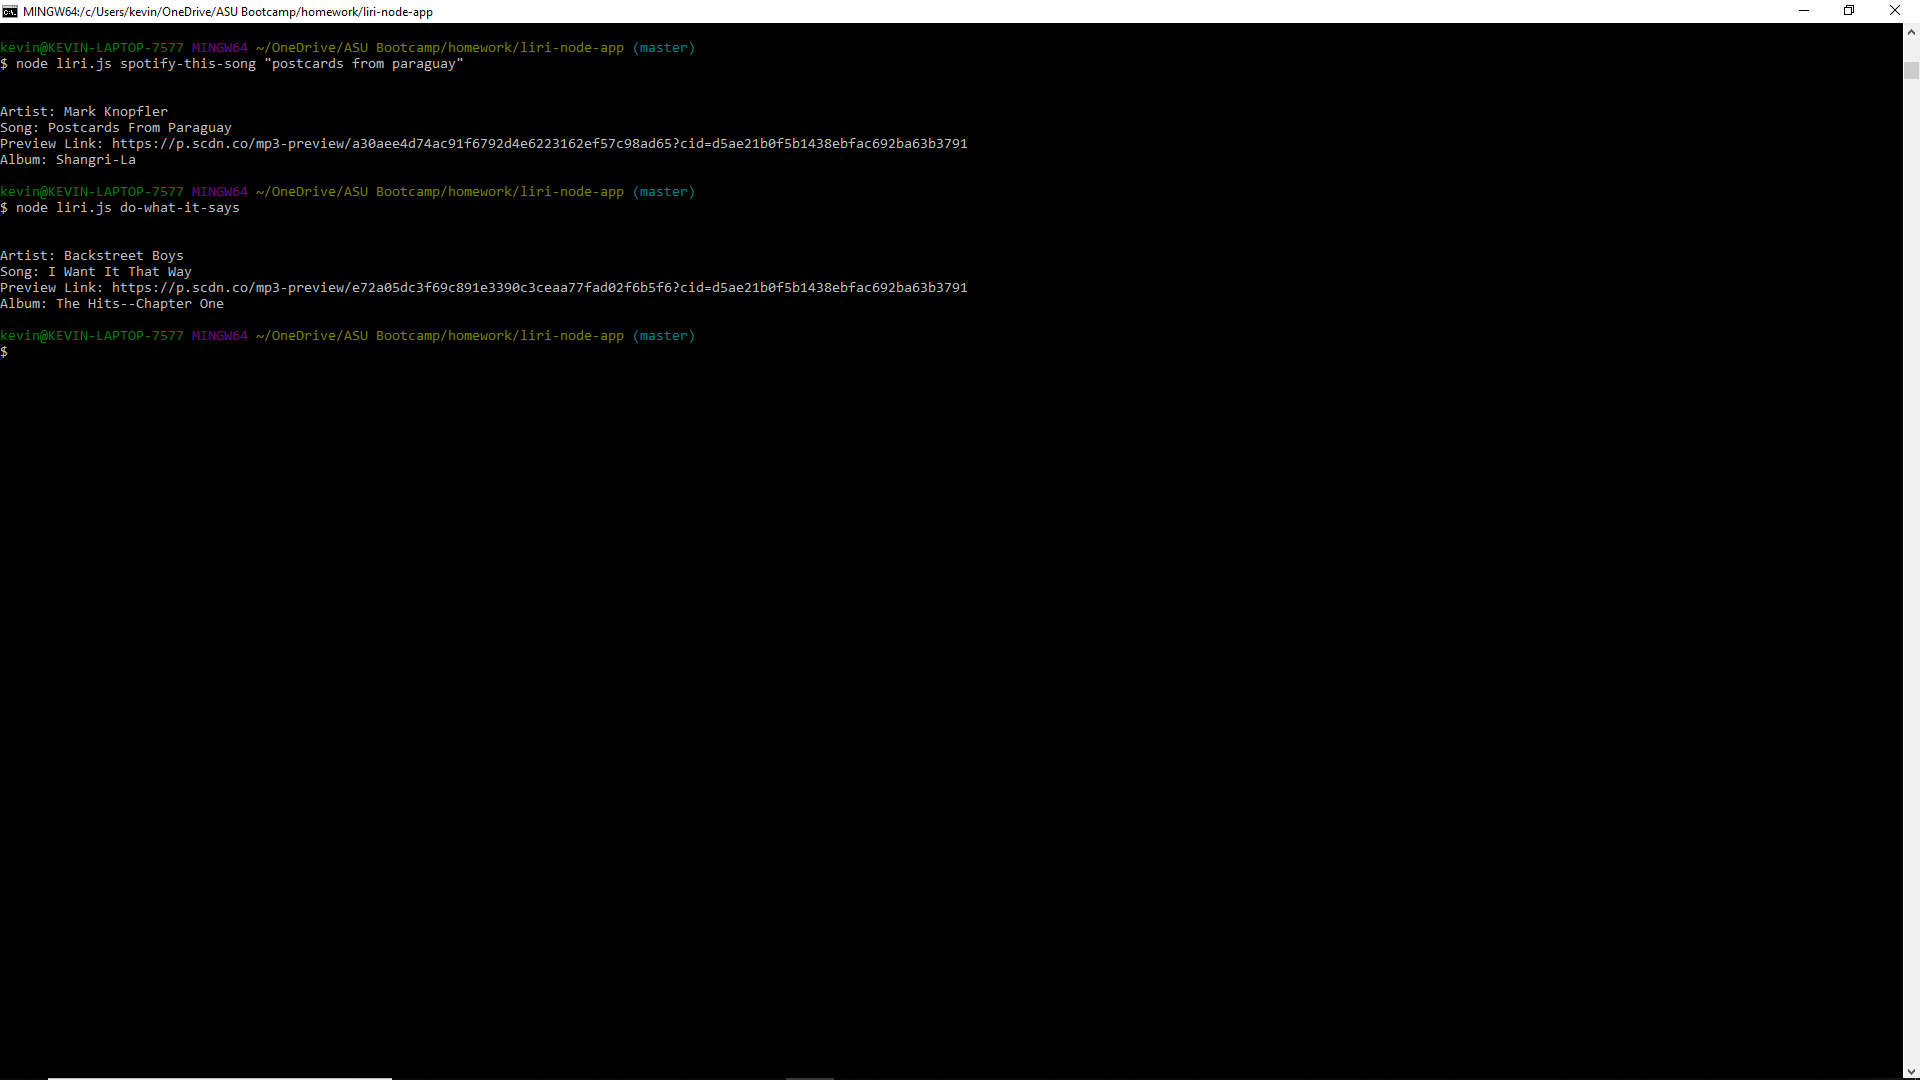 MINGW64:/c/Users/kevin/OneDrive/ASU Bootcamp/homework/liri-node-app
kevin@KEVIN-LAPTOP-7577 MINGW64 ~/OneDrive/ASU Bootcamp/homework/liri-node-app (master)
$ node liri.js spotify-this-song "postcards from paraguay"
Artist: Mark Knopfler
Song: Postcards From Paraguay
Preview Link: https://p.scdn.co/mp3-preview/a30aee4d74ac91f6792d4e6223162ef57c98ad65?cid=d5ae21b0f5b1438ebfac692ba63b3791
Album: Shangri-La
kevin@KEVIN-LAPTOP-7577 MINGW64 ~/OneDrive/ASU Bootcamp/homework/liri-node-app (master)
$ node liri.js do-what-it-says
Artist: Backstreet Boys
Song: I Want It That Way
Preview Link: https://p.scdn.co/mp3-preview/e72a05dc3f69c891e3390c3ceaa77fad02f6b5f6?cid=d5ae21b0f5b1438ebfac692ba63b3791
Album: The Hits--Chapter One
kevin@KEVIN-LAPTOP-7577 MINGW64 ~/OneDrive/ASU Bootcamp/homework/liri-node-app (master)
$